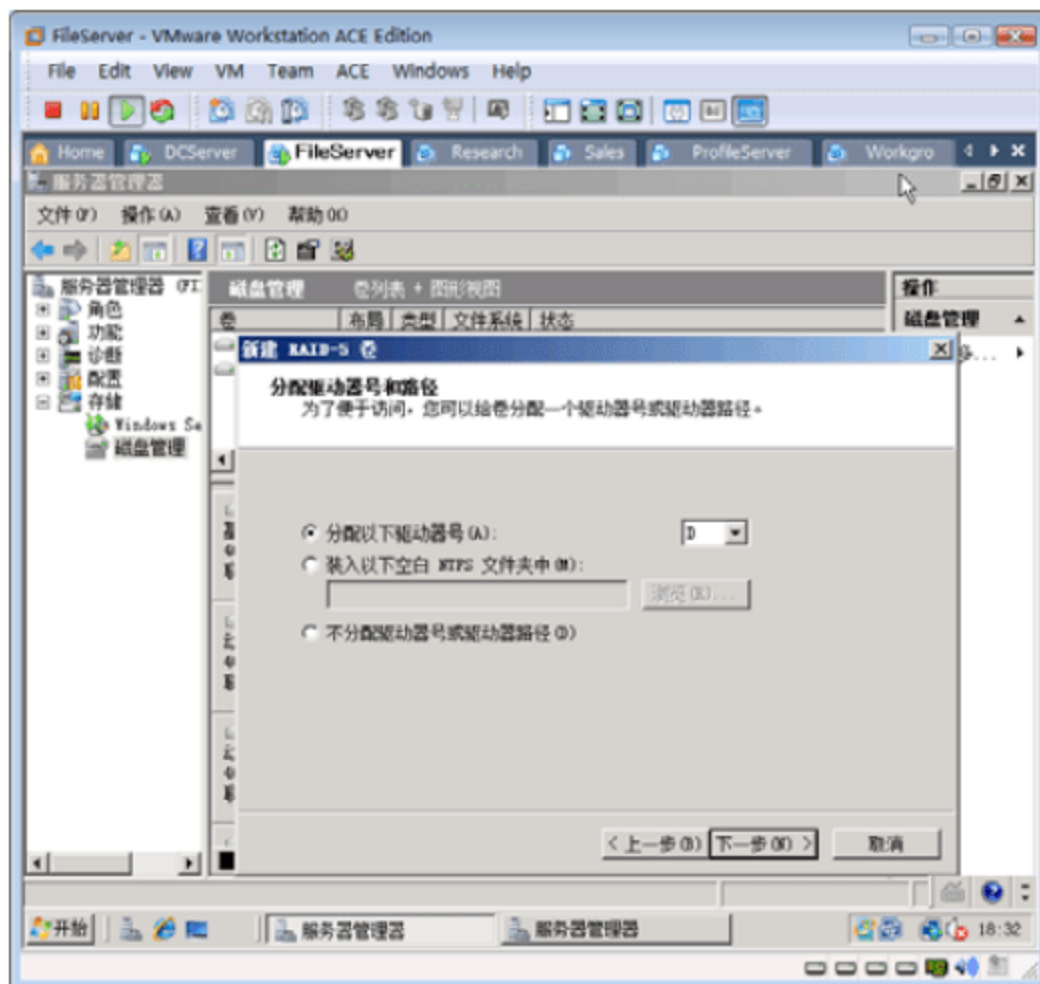 FileServer - VMware Workstation ACE Edition
File Edit View VM Team ACE Windows Help
Home DCServer FileServer Research Sales ProfileServer Workgro
服务器管理器
文件(F) 操作(A) 查看(V) 帮助(H)
服务器管理器 (FI 磁盘管理 卷列表 + 图形视图 操作
角色 卷 布局 类型 文件系统 状态 磁盘管理
功能
诊断
配置
存储
Windows Se
磁盘管理
新建 RAID-5 卷
分配驱动器号和路径
为了便于访问，您可以给卷分配一个驱动器号或驱动器路径。
分配以下驱动器号(A): D
装入以下空白 NTFS 文件夹中(M):
浏览(R)...
不分配驱动器号或驱动器路径(D)
<上一步(B) 下一步(N)> 取消
开始 服务器管理器 服务器管理器 18:32